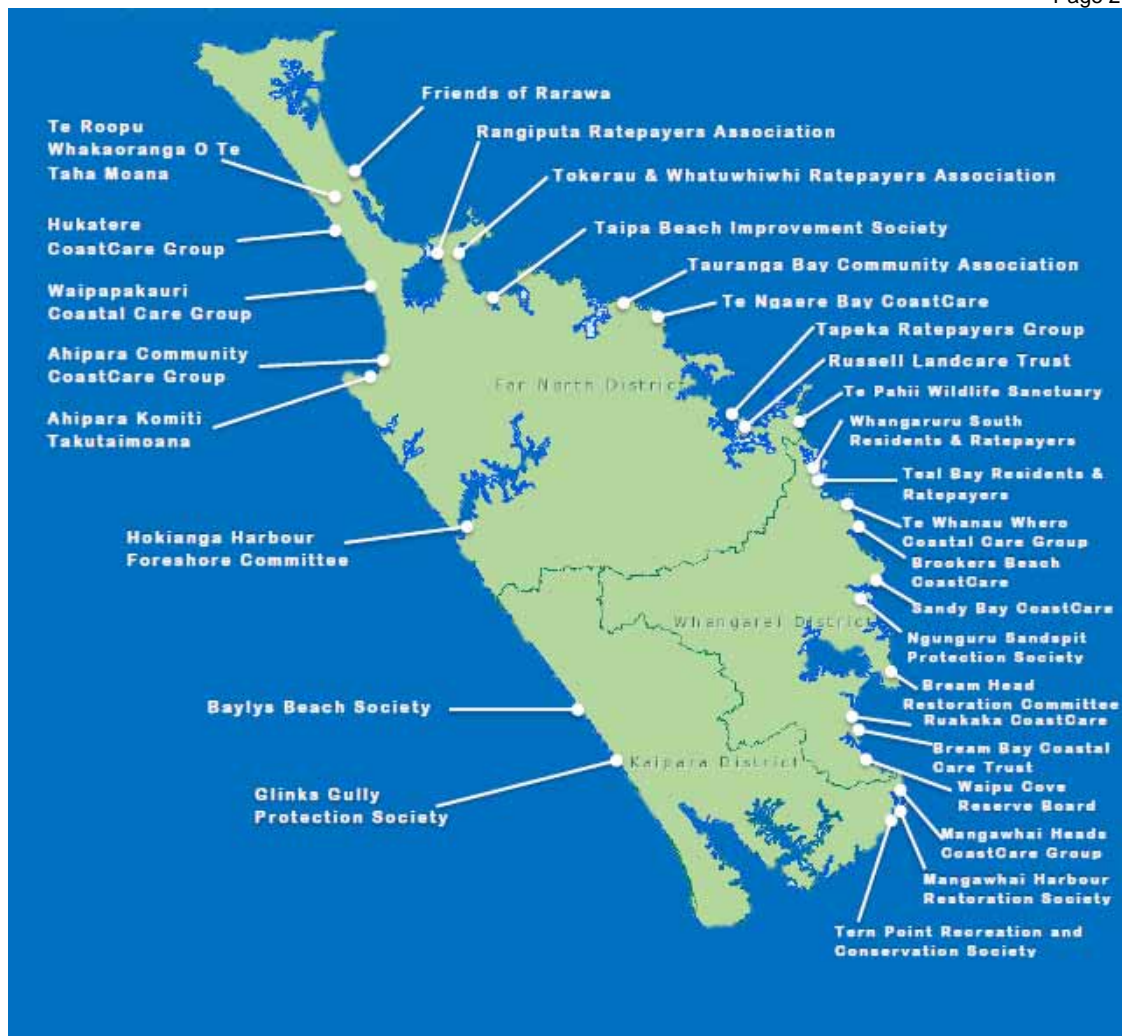 Page 2
Friends of Rarawa
Te Roopu
Whakaoranga O Te
Taha Moana
Rangiputa Ratepayers Association
Tokerau & Whatuwhiwhi Ratepayers Association
Hukatere
CoastCare Group
Taipa Beach Improvement Society
Tauranga Bay Community Association
Waipapakauri
Coastal Care Group
Te Ngaere Bay CoastCare
Tapeka Ratepayers Group
Ahipara Community
CoastCare Group
Russell Landcare Trust
Far North District
Te Pahii Wildlife Sanctuary
Ahipara Komiti
Takutaimoana
Whangaruru South
Residents & Ratepayers
Teal Bay Residents &
Ratepayers
Te Whanau Whero
Coastal Care Group
Hokianga Harbour
Foreshore Committee
Brookers Beach
CoastCare
Sandy Bay CoastCare
Whangarei District
Ngunguru Sandspit
Protection Society
Bream Head
Restoration Committee
Baylys Beach Society
Ruakaka CoastCare
Bream Bay Coastal
Care Trust
Kaipara District
Waipu Cove
Reserve Board
Glinks Gully
Protection Society
Mangawhai Heads
CoastCare Group
Mangawhai Harbour
Restoration Society
Tern Point Recreation and
Conservation Society